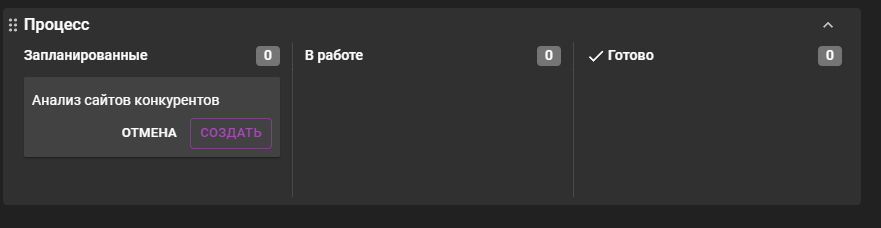 Процесс
Запланированные 0
В работе 0
Готово 0
Анализ сайтов конкурентов
ОТМЕНА СОЗДАТЬ